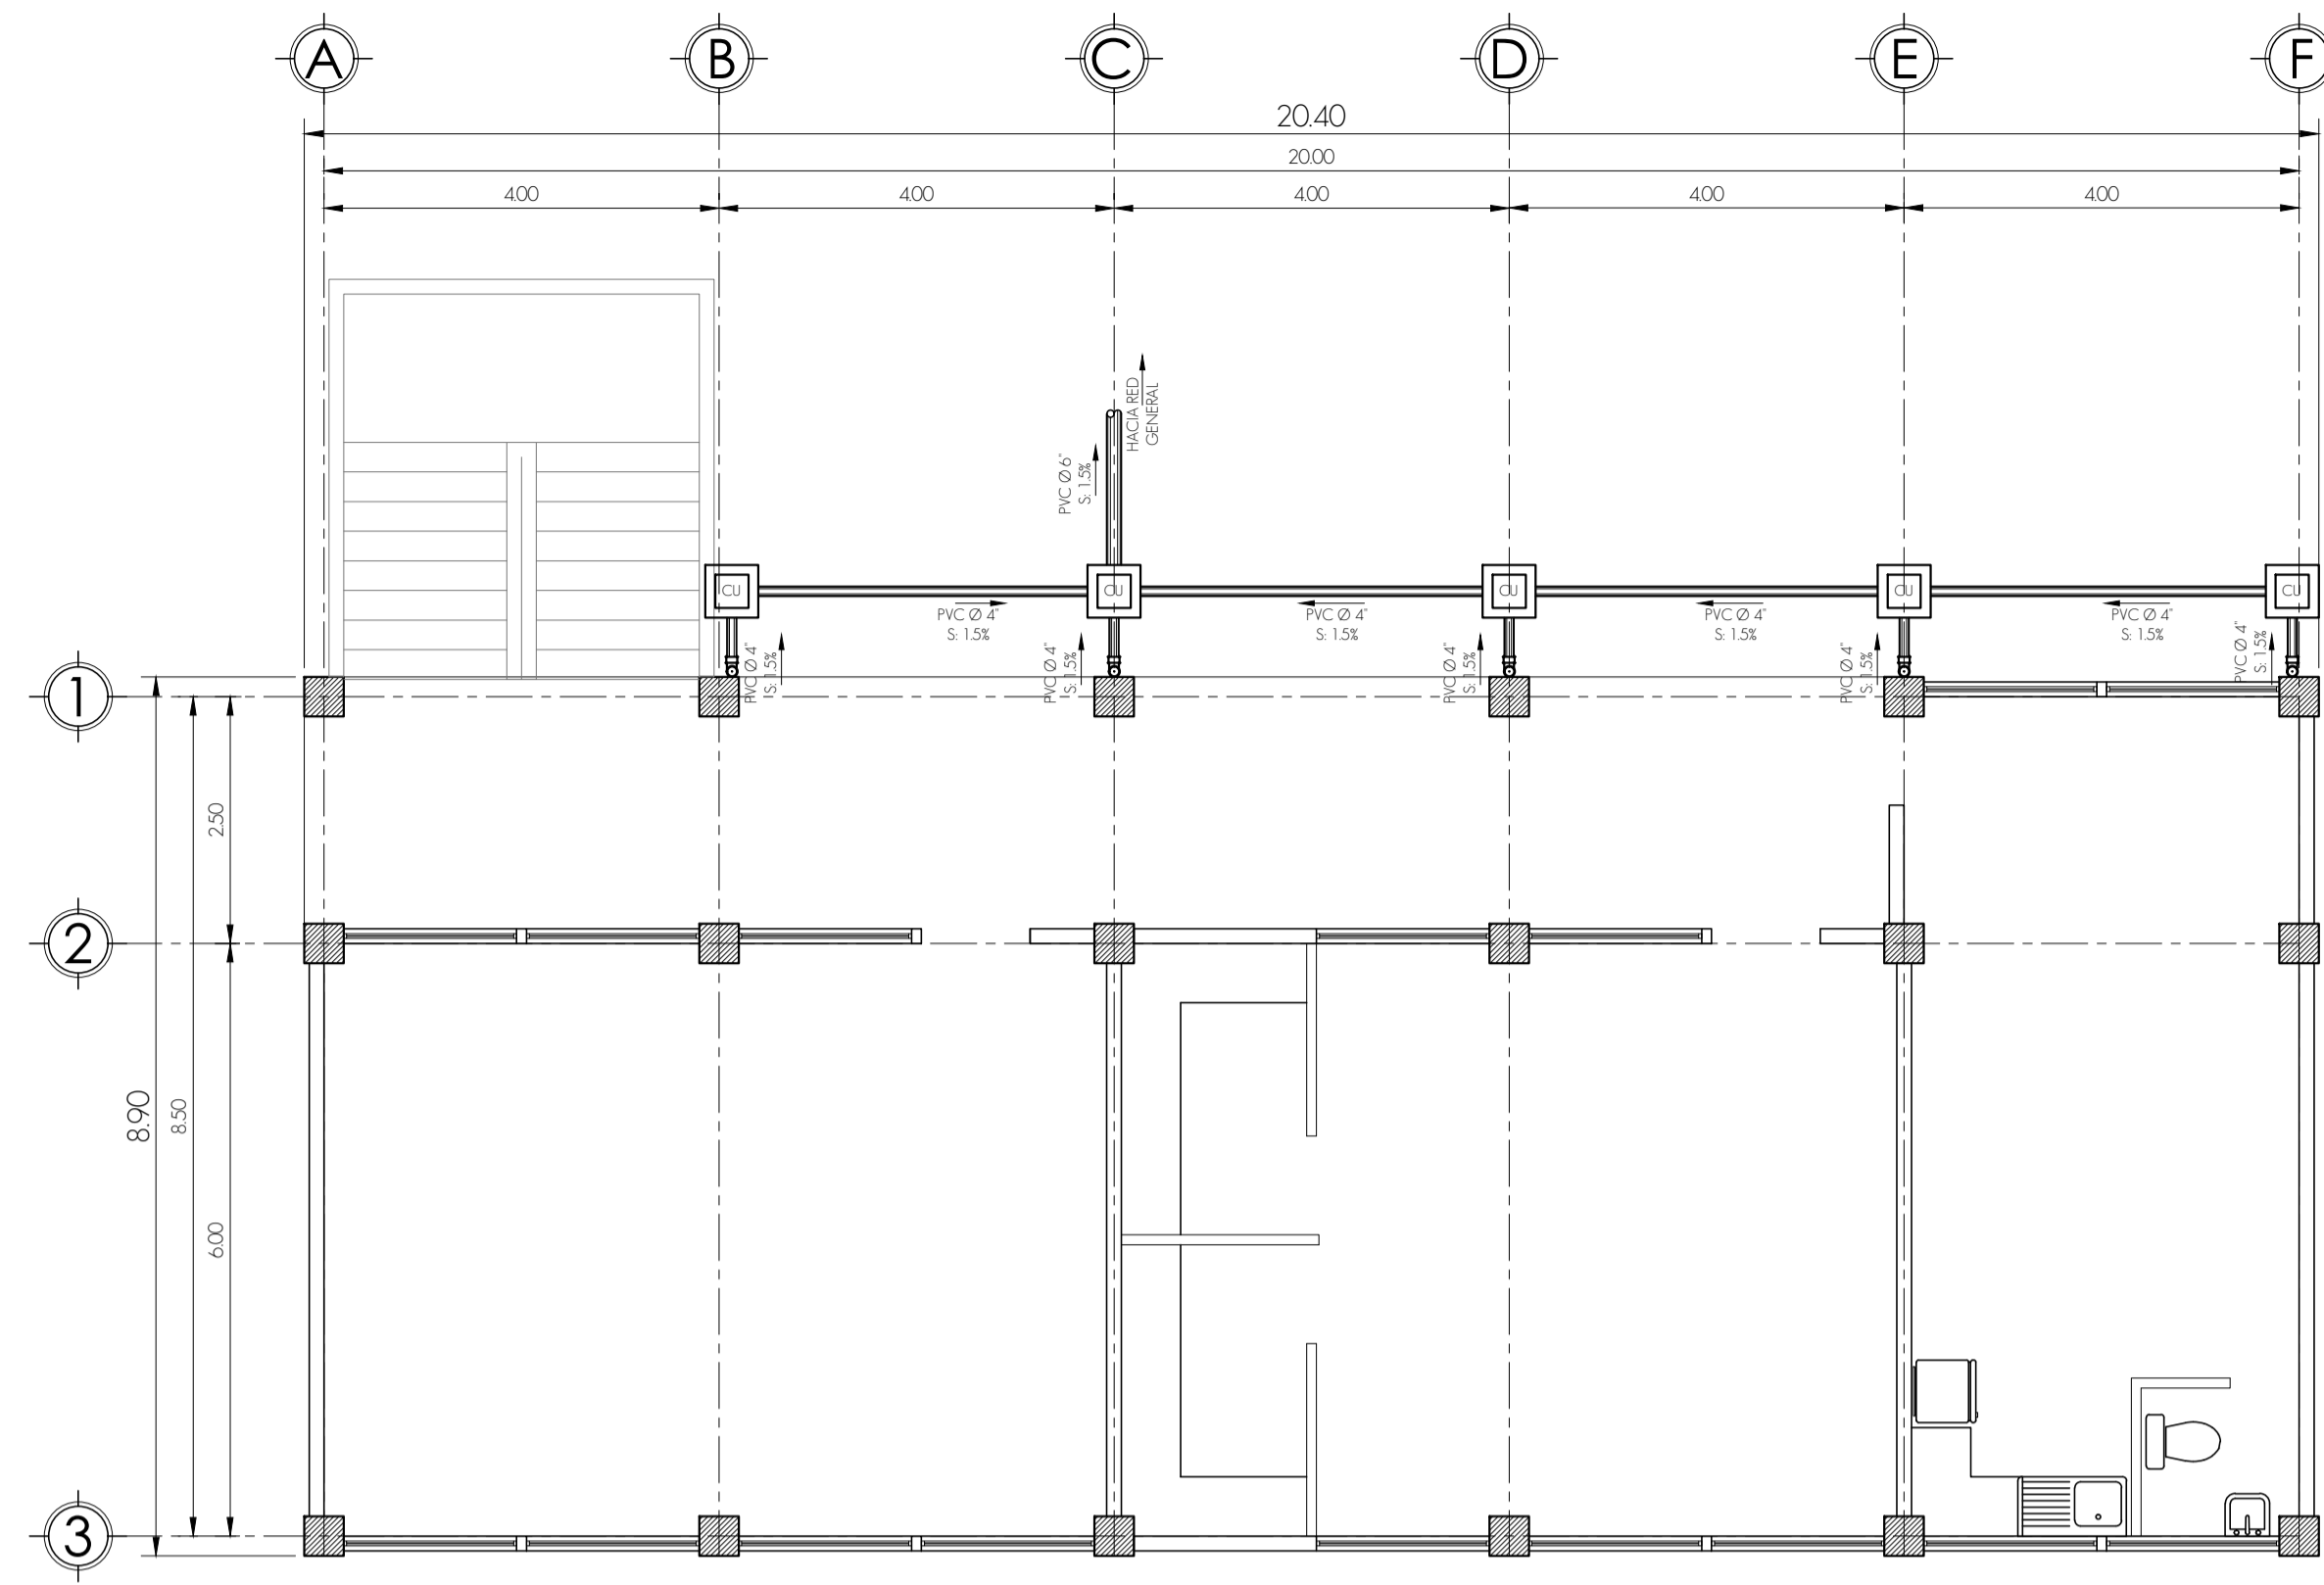 A B C D E F
20.40
20.00
4.00 4.00 4.00 4.00 4.00
HACIA RED
GENERAL
PVC Ø 6"
S: 1.5%
CU CU CU CU CU
PVC Ø 4"
S: 1.5%
PVC Ø 4"
S: 1.5%
PVC Ø 4"
S: 1.5%
PVC Ø 4"
S: 1.5%
PVC Ø 4"
S: 1.5%
PVC Ø 4"
S: 1.5%
PVC Ø 4"
S: 1.5%
PVC Ø 4"
S: 1.5%
PVC Ø 4"
S: 1.5%
1
2.50
2
8.90
8.50
6.00
3